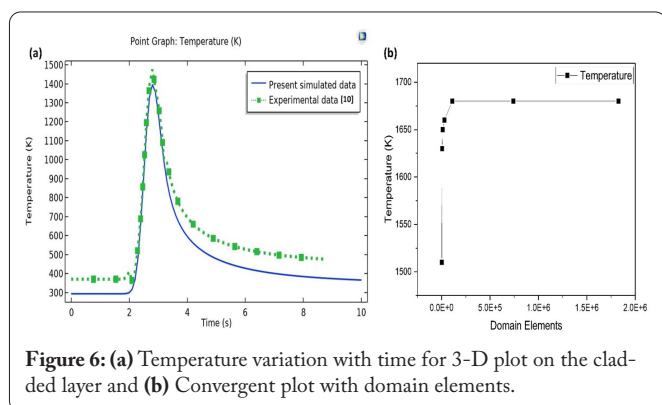 (a)
Point Graph: Temperature (K)
1500
1400
1300
1200
1100
1000
900
800
700
600
500
400
300
Temperature (K)
Present simulated data
Experimental data [10]
0
2
4
6
8
10
Time (s)
(b)
Temperature
1700
1650
1600
1550
1500
Temperature (K)
0.0E+0
5.0E+5
1.0E+6
1.5E+6
2.0E+6
Domain Elements
Figure 6: (a) Temperature variation with time for 3-D plot on the clad-
ded layer and (b) Convergent plot with domain elements.